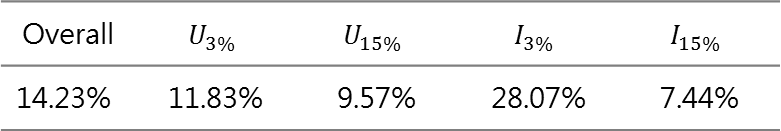 Overall U3% U15% I3% I15%
14.23% 11.83% 9.57% 28.07% 7.44%